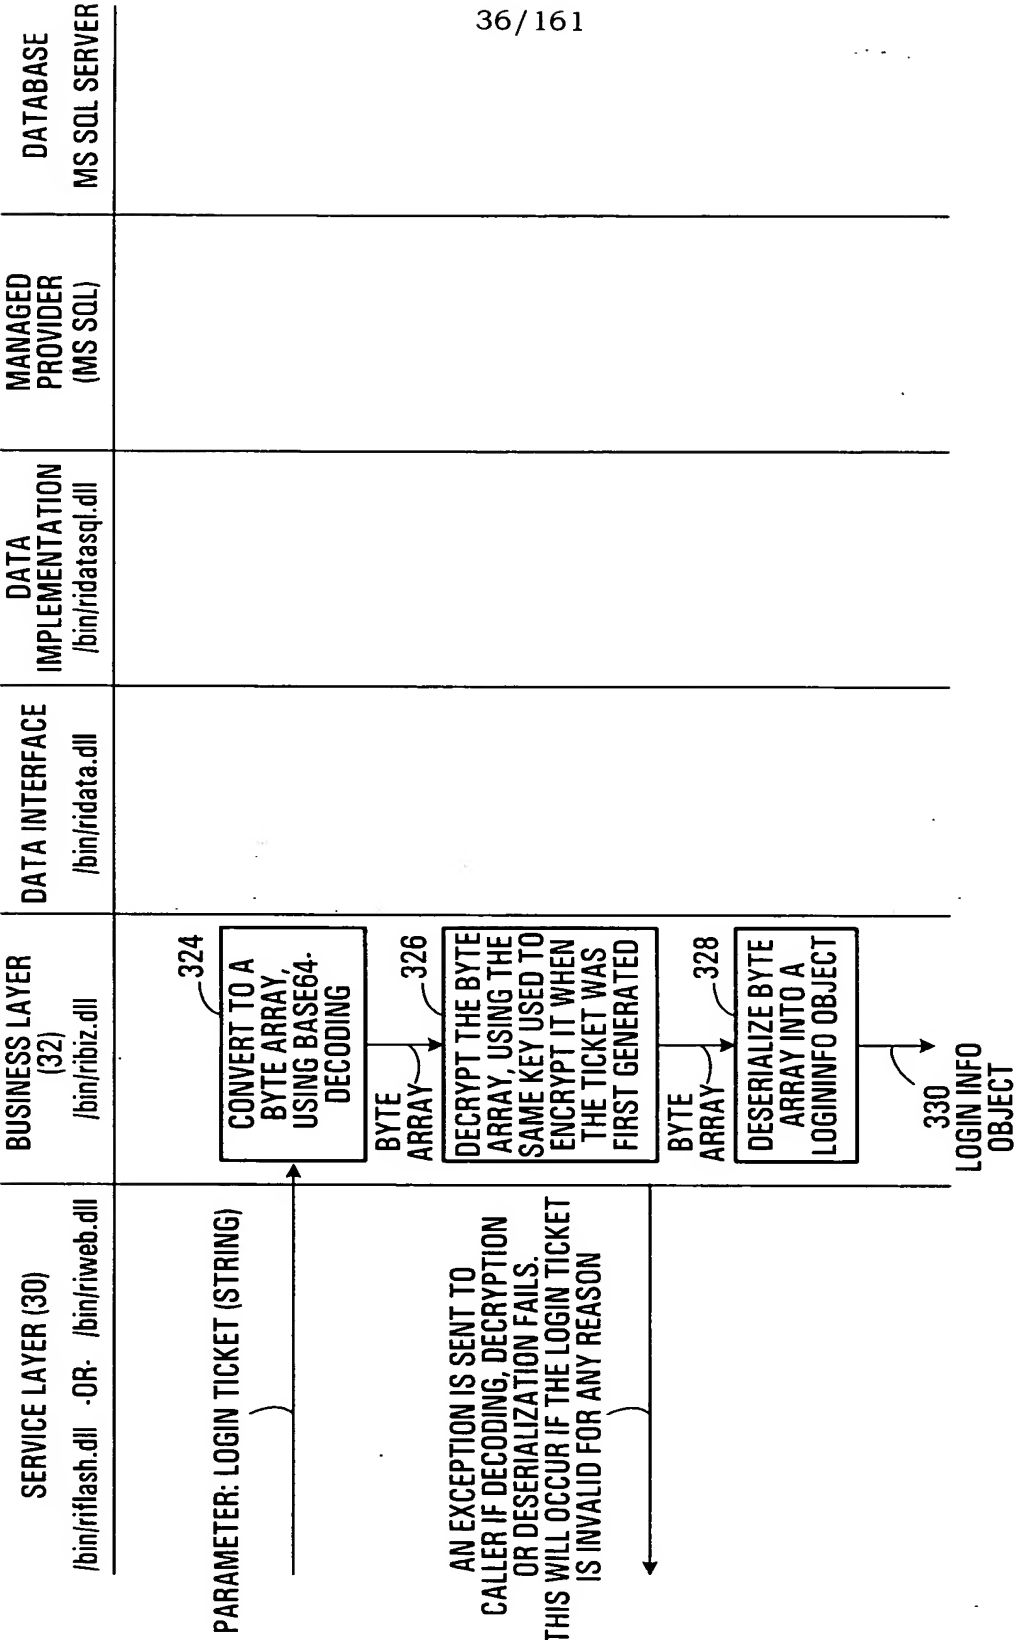 36/161
SERVICE LAYER (30)
/bin/riflash.dll -OR- /bin/riweb.dll
BUSINESS LAYER
(32)
/bin/ribiz.dll
DATA INTERFACE
/bin/ridata.dll
DATA
IMPLEMENTATION
/bin/ridatasql.dll
MANAGED
PROVIDER
(MS SQL)
DATABASE
MS SQL SERVER
PARAMETER: LOGIN TICKET (STRING)
324
CONVERT TO A
BYTE ARRAY,
USING BASE64-
DECODING
BYTE
ARRAY
326
DECRYPT THE BYTE
ARRAY, USING THE
SAME KEY USED TO
ENCRYPT IT WHEN
THE TICKET WAS
FIRST GENERATED
AN EXCEPTION IS SENT TO
CALLER IF DECODING, DECRYPTION
OR DESERIALIZATION FAILS.
THIS WILL OCCUR IF THE LOGIN TICKET
IS INVALID FOR ANY REASON
BYTE
ARRAY
328
DESERIALIZE BYTE
ARRAY INTO A
LOGININFO OBJECT
330
LOGIN INFO
OBJECT